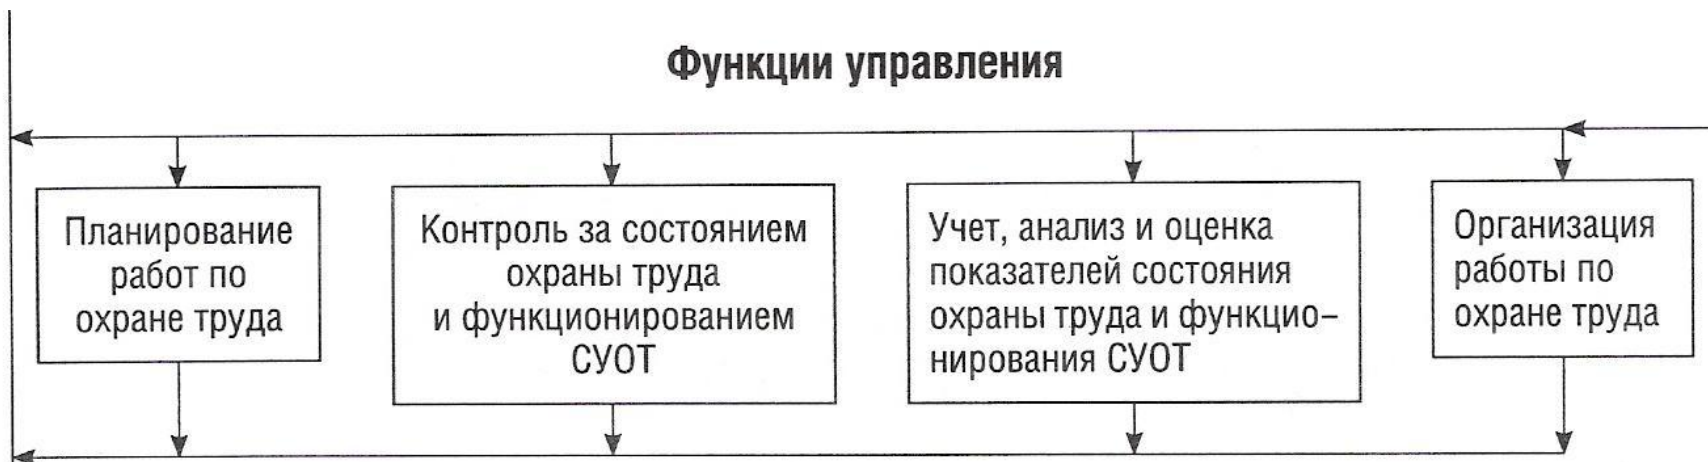 Функции управления
Планирование
работ по
охране труда
Контроль за состоянием
охраны труда
и функционированием
СУОТ
Учет, анализ и оценка
показателей состояния
охраны труда и функцио-
нирования СУОТ
Организация
работы по
охране труда